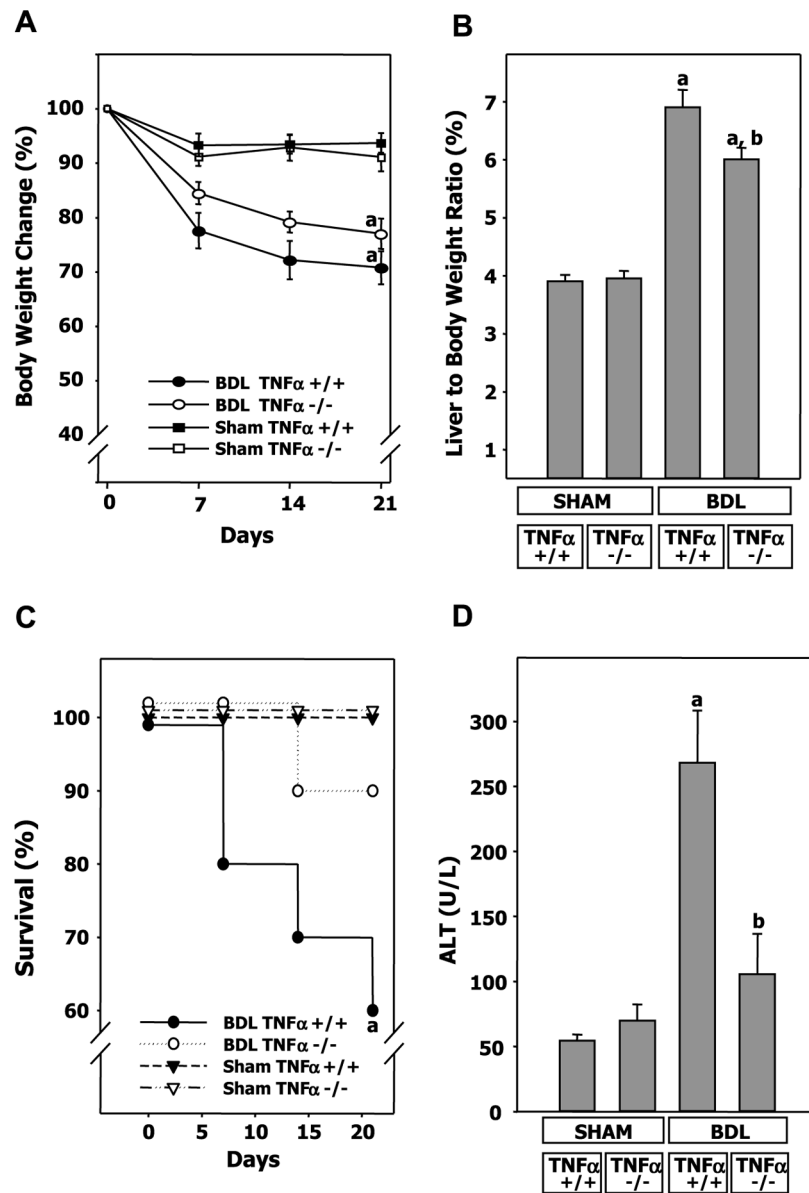 A
Body Weight Change (%)
100
90
80
70
60
50
40
a
a
BDL TNFα +/+
BDL TNFα -/-
Sham TNFα +/+
Sham TNFα -/-
0 7 14 21
Days
B
Liver to Body Weight Ratio (%)
7
6
5
4
3
2
1
a
a, b
SHAM BDL
TNFα TNFα TNFα TNFα
+/+ -/- +/+ -/-
C
Survival (%)
100
90
80
70
60
a
BDL TNFα +/+
BDL TNFα -/-
Sham TNFα +/+
Sham TNFα -/-
0 5 10 15 20
Days
D
ALT (U/L)
300
250
200
150
100
50
0
a
b
SHAM BDL
TNFα TNFα TNFα TNFα
+/+ -/- +/+ -/-